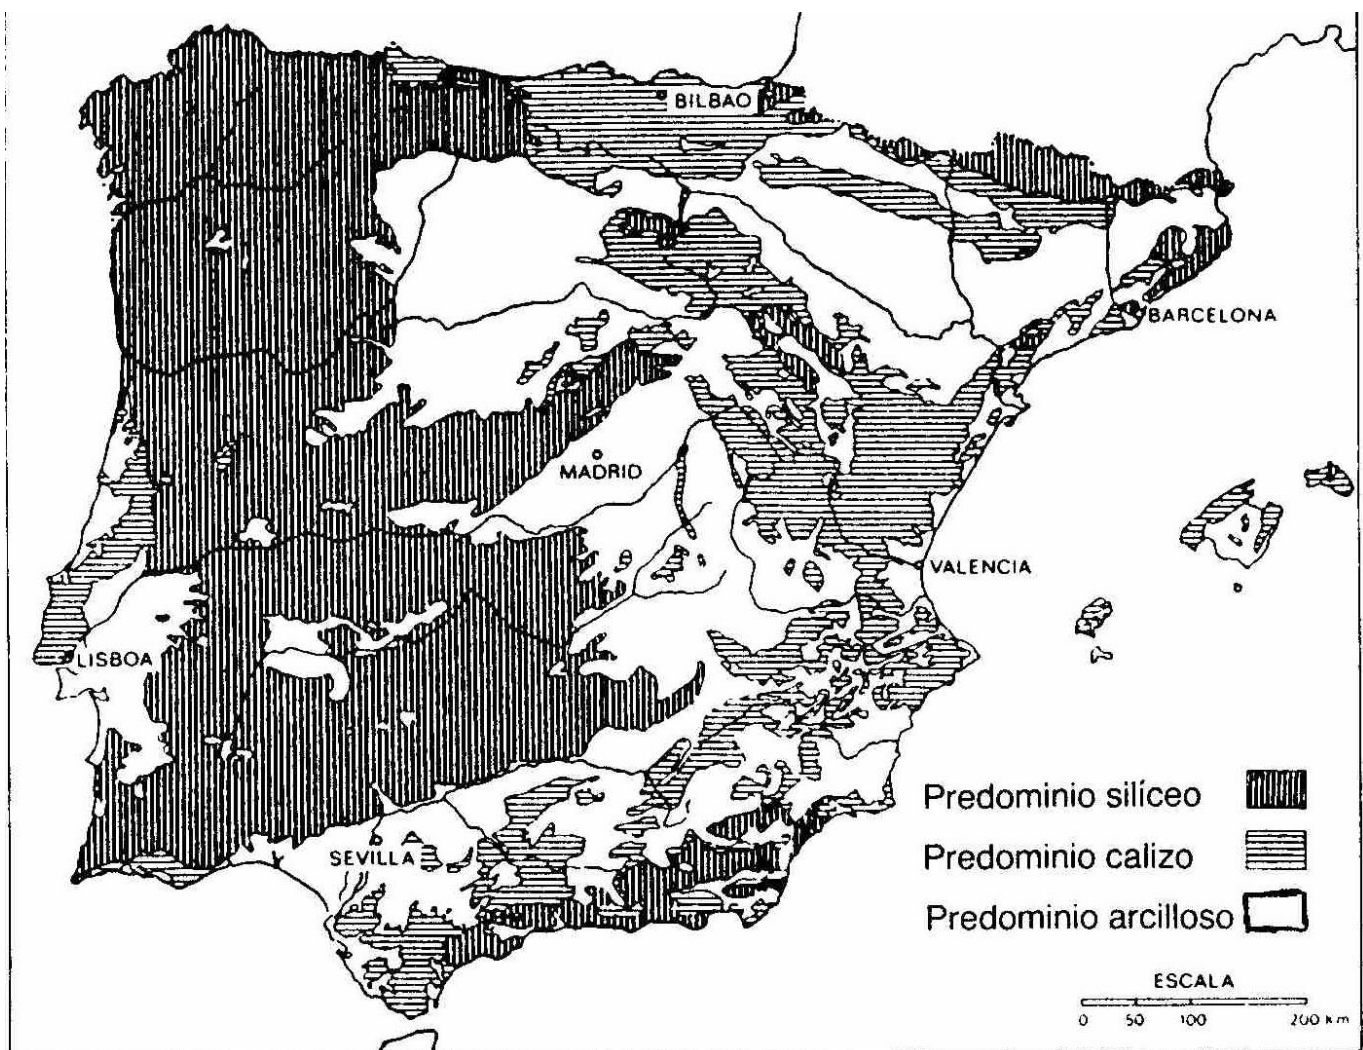 BILBAO
BARCELONA
MADRID
VALENCIA
LISBOA
SEVILLA
Predominio silíceo
Predominio calizo
Predominio arcilloso
ESCALA
0 50 100 200 km